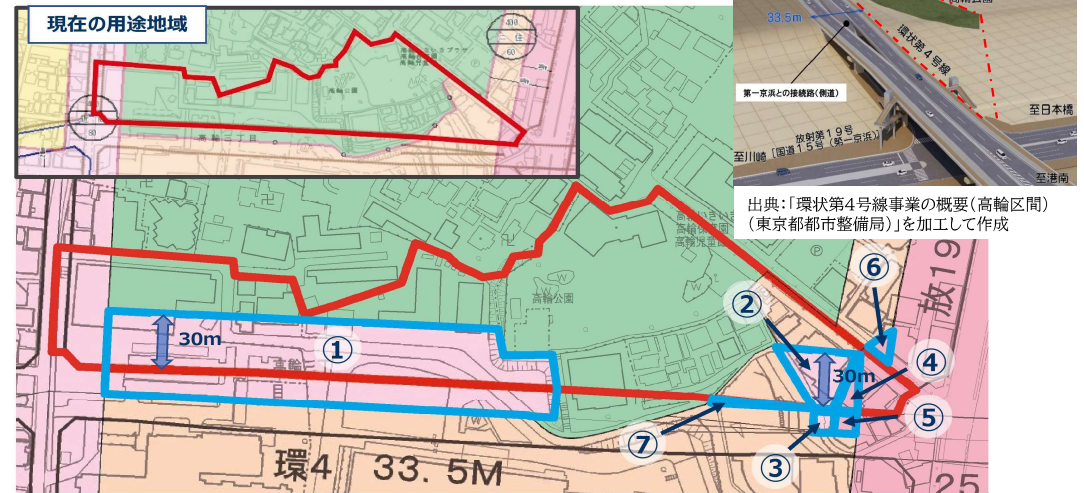 現在の用途地域
二住
60
80
高輪三丁目
高輪公園
33.5m
環状第4号線
第一京浜との接続路(側道)
至日本橋
放射第19号
至川崎
[国道15号(第一京浜)]
至港南
出典:「環状第4号線事業の概要(高輪区間)
(東京都都市整備局)」を加工して作成
放19
⑥
②
30m
①
高輪公園
④
30m
高輪
⑤
⑦
③
環4 33.5M
25